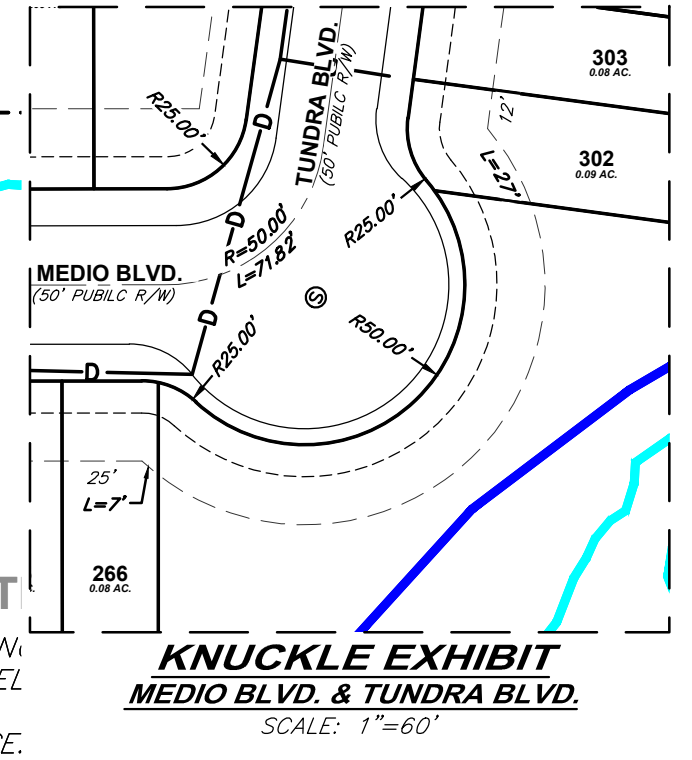 303
0.08 AC.
12'
302
0.09 AC.
L=27'
R25.00'
D
TUNDRA BLVD.
(50' PUBILC R/W)
D
R=50.00'
L=71.82'
R25.00'
MEDIO BLVD.
(50' PUBILC R/W)
S
D
R25.00'
R50.00'
D
25'
L=7'
266
0.08 AC.
KNUCKLE EXHIBIT
MEDIO BLVD. & TUNDRA BLVD.
SCALE: 1"=60'